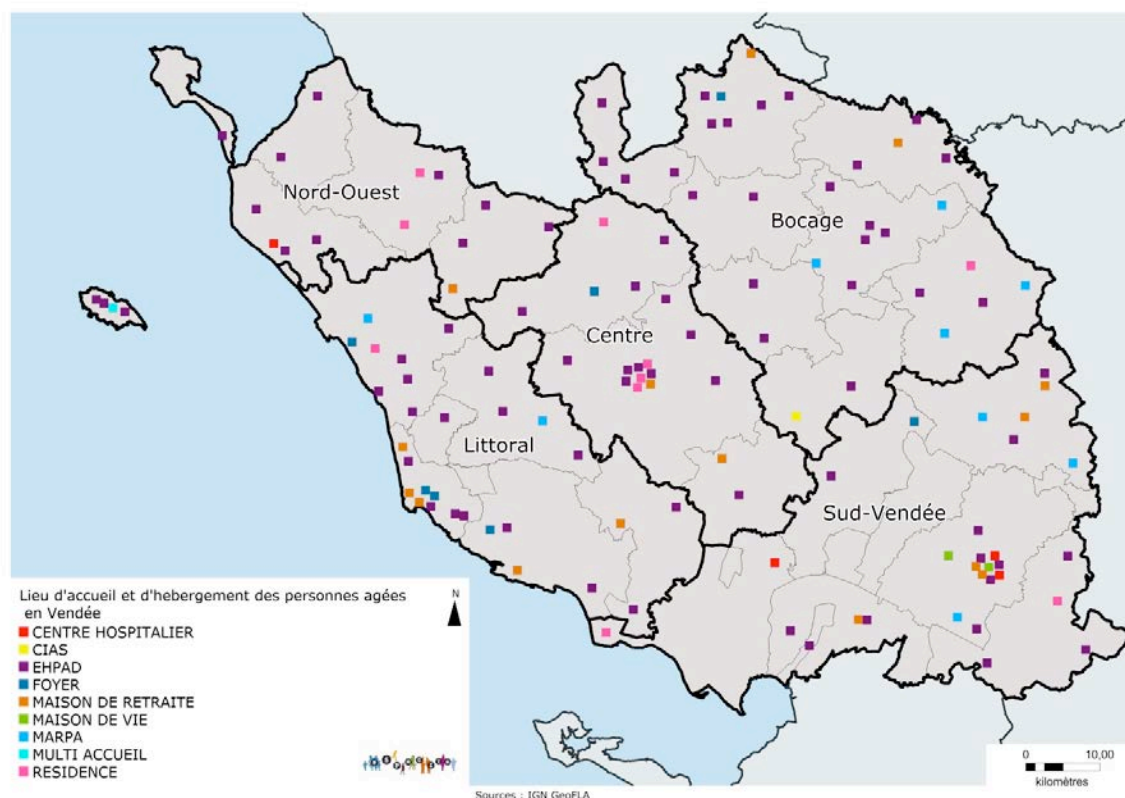 Nord-Ouest
Bocage
Centre
Littoral
Sud-Vendée
Lieu d'accueil et d'hebergement des personnes agées
en Vendée
N
CENTRE HOSPITALIER
CIAS
EHPAD
FOYER
MAISON DE RETRAITE
MAISON DE VIE
MARPA
MULTI ACCUEIL
RESIDENCE
0 10,00
kilomètres
Sources : IGN GeoFLA